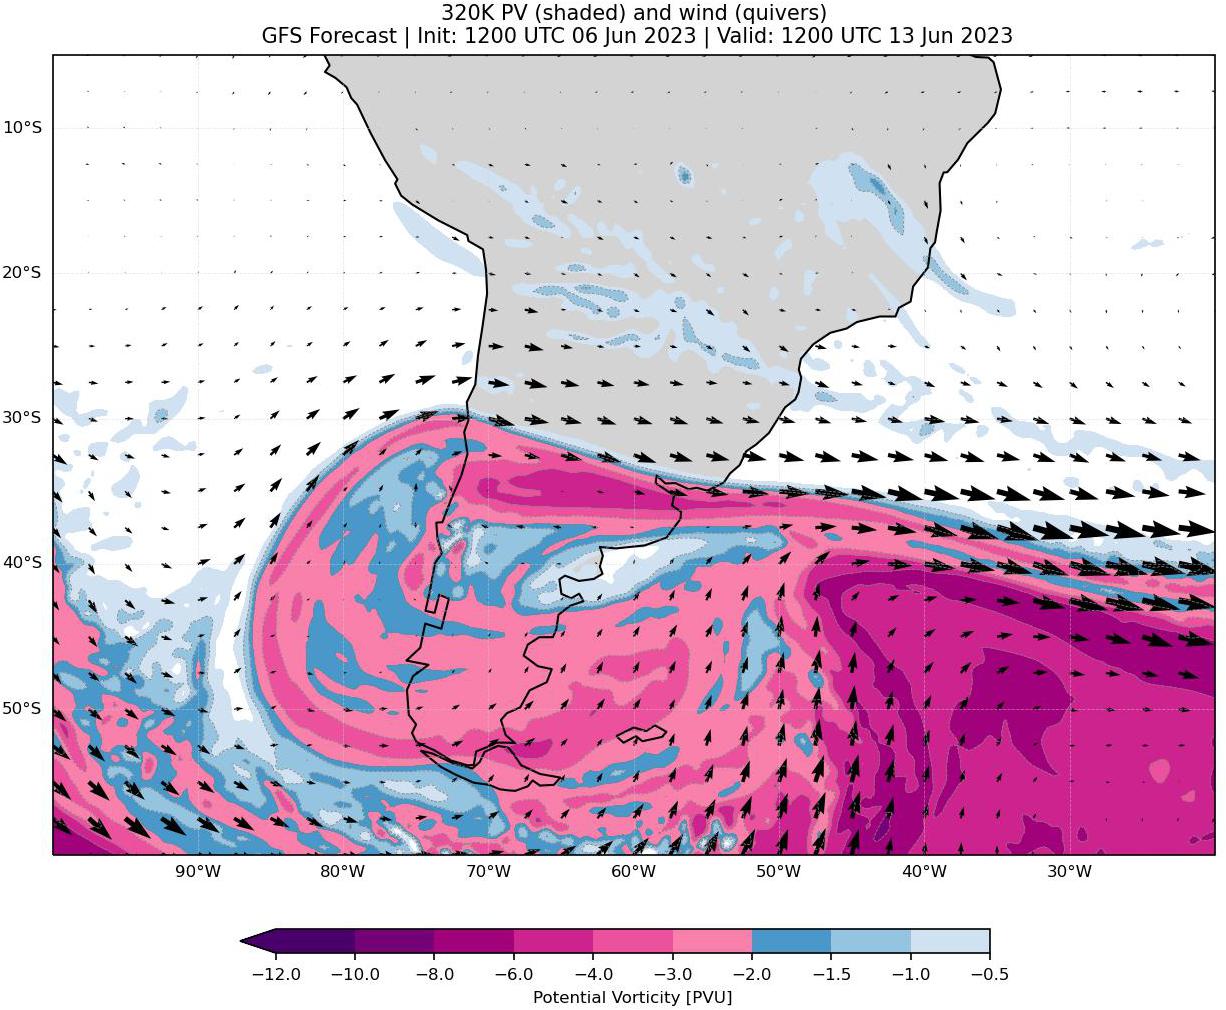 320K PV (shaded) and wind (quivers)
GFS Forecast | Init: 1200 UTC 06 Jun 2023 | Valid: 1200 UTC 13 Jun 2023
10°S
20°S
30°S
40°S
50°S
90°W 80°W 70°W 60°W 50°W 40°W 30°W
−12.0 −10.0 −8.0 −6.0 −4.0 −3.0 −2.0 −1.5 −1.0 −0.5
Potential Vorticity [PVU]